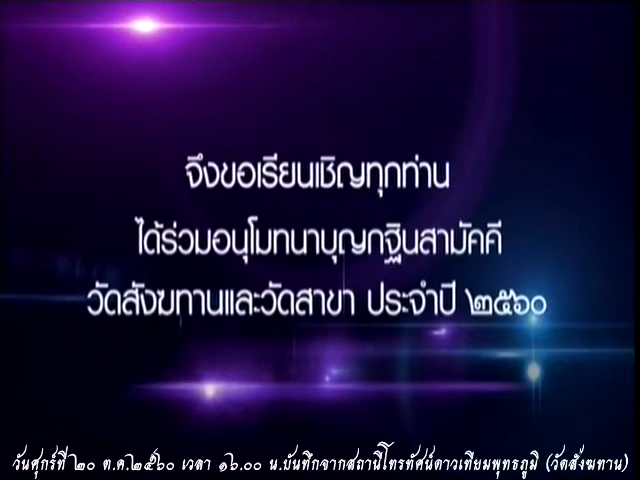 จึงขอเรียนเชิญทุกท่าน
ได้ร่วมอนุโมทนาบุญกฐินสามัคคี
วัดสังฆทานและวัดสาขา ประจำปี ๒๕๖๐
วันศุกร์ที่ ๒๐ ต.ค.๒๕๖๐ เวลา ๑๖.๐๐ น.บันทึกจากสถานีโทรทัศน์ดาวเทียมพุทธภูมิ (วัดสังฆทาน)